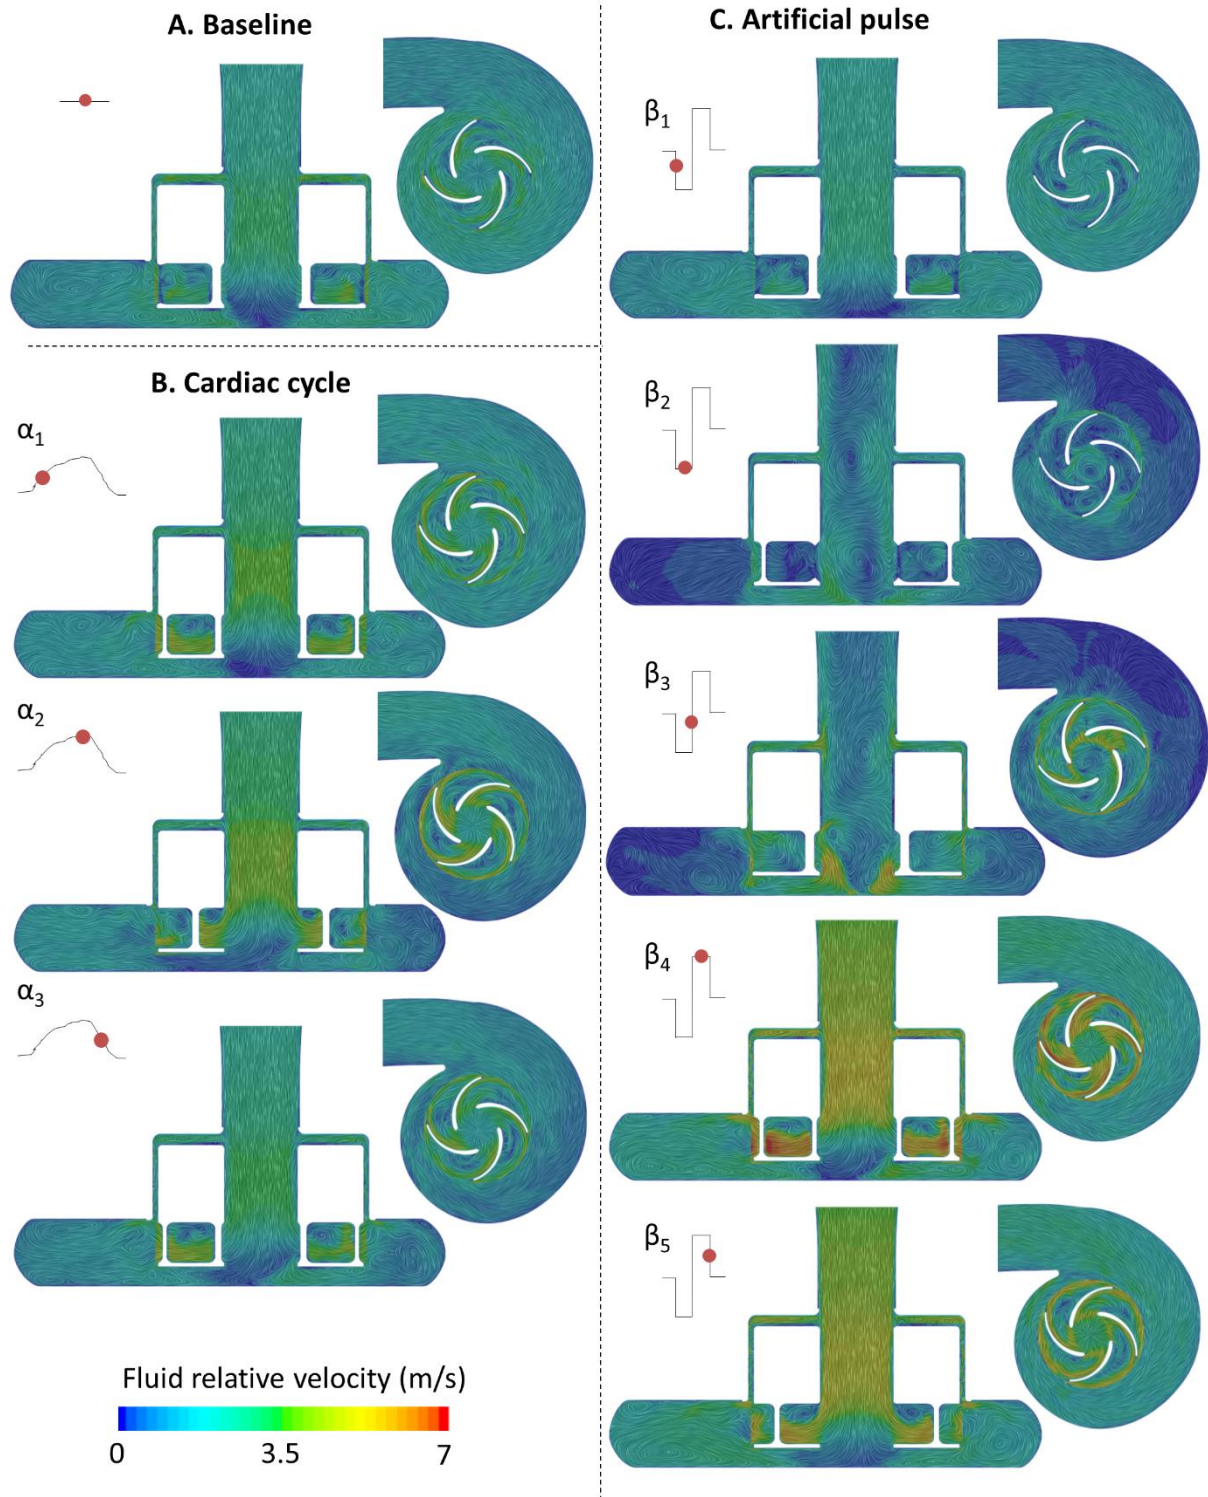 A. Baseline
B. Cardiac cycle
α1
α2
α3
Fluid relative velocity (m/s)
0 3.5 7
C. Artificial pulse
β1
β2
β3
β4
β5